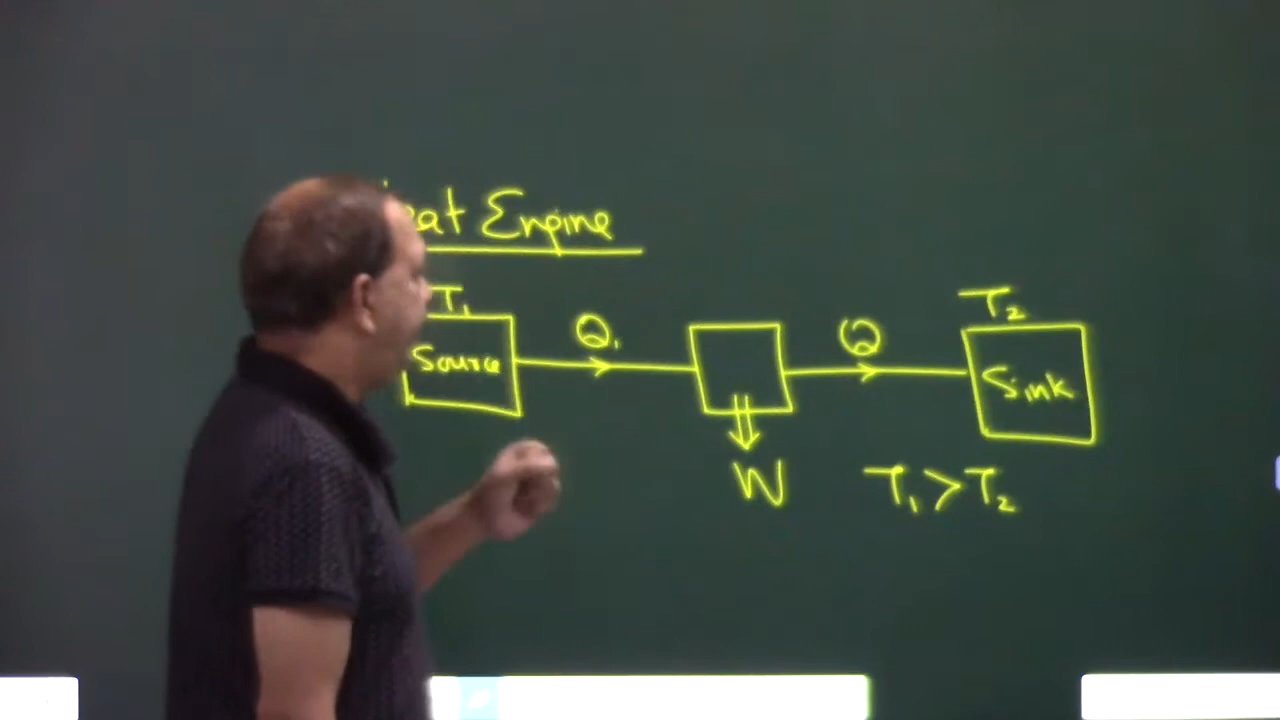 eat Engine
T₁
Source
Q₁
W
Q
T₂
Sink
T₁ > T₂